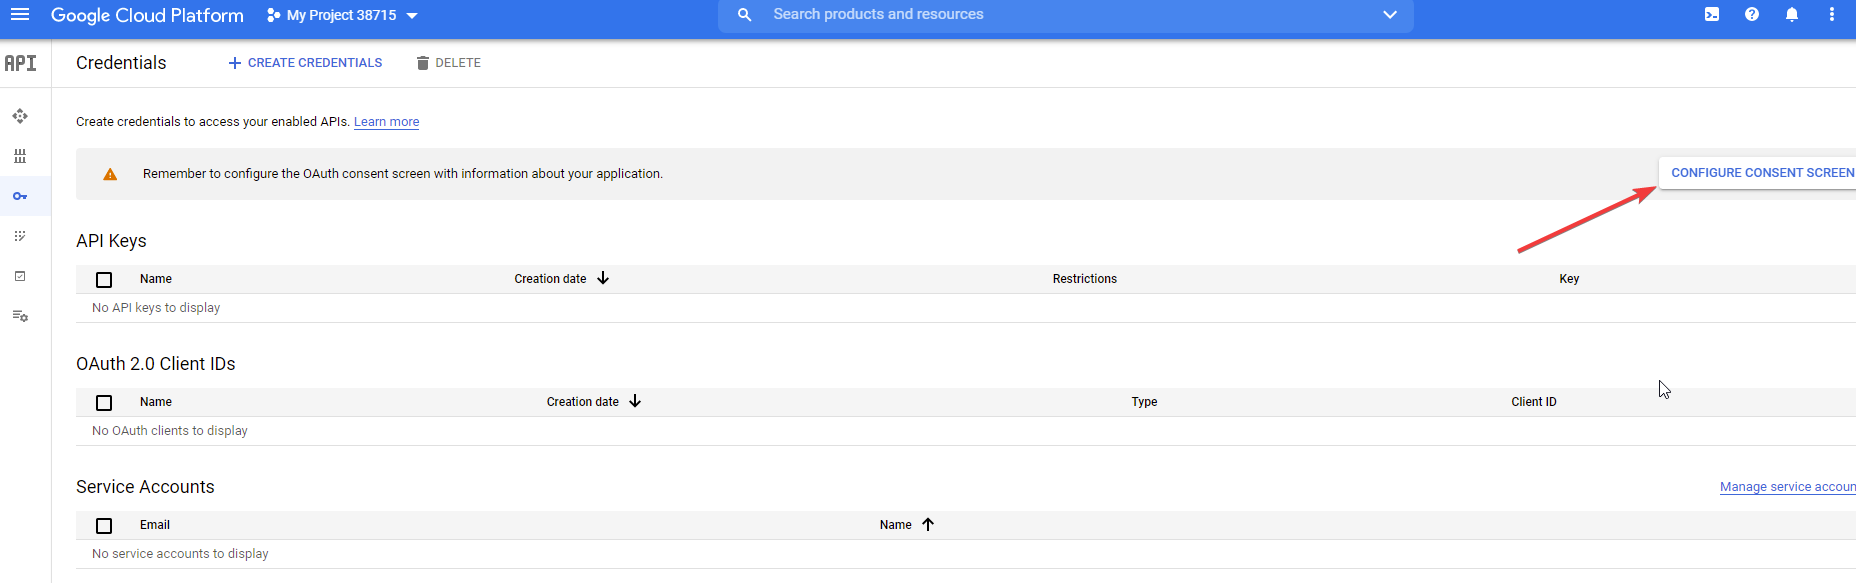 Google Cloud Platform My Project 38715 Search products and resources
API Credentials CREATE CREDENTIALS DELETE
Create credentials to access your enabled APIs. Learn more
Remember to configure the OAuth consent screen with information about your application. CONFIGURE CONSENT SCREEN
API Keys
Name Creation date Restrictions Key
No API keys to display
OAuth 2.0 Client IDs
Name Creation date Type Client ID
No OAuth clients to display
Service Accounts Manage service accoun
Email Name
No service accounts to display